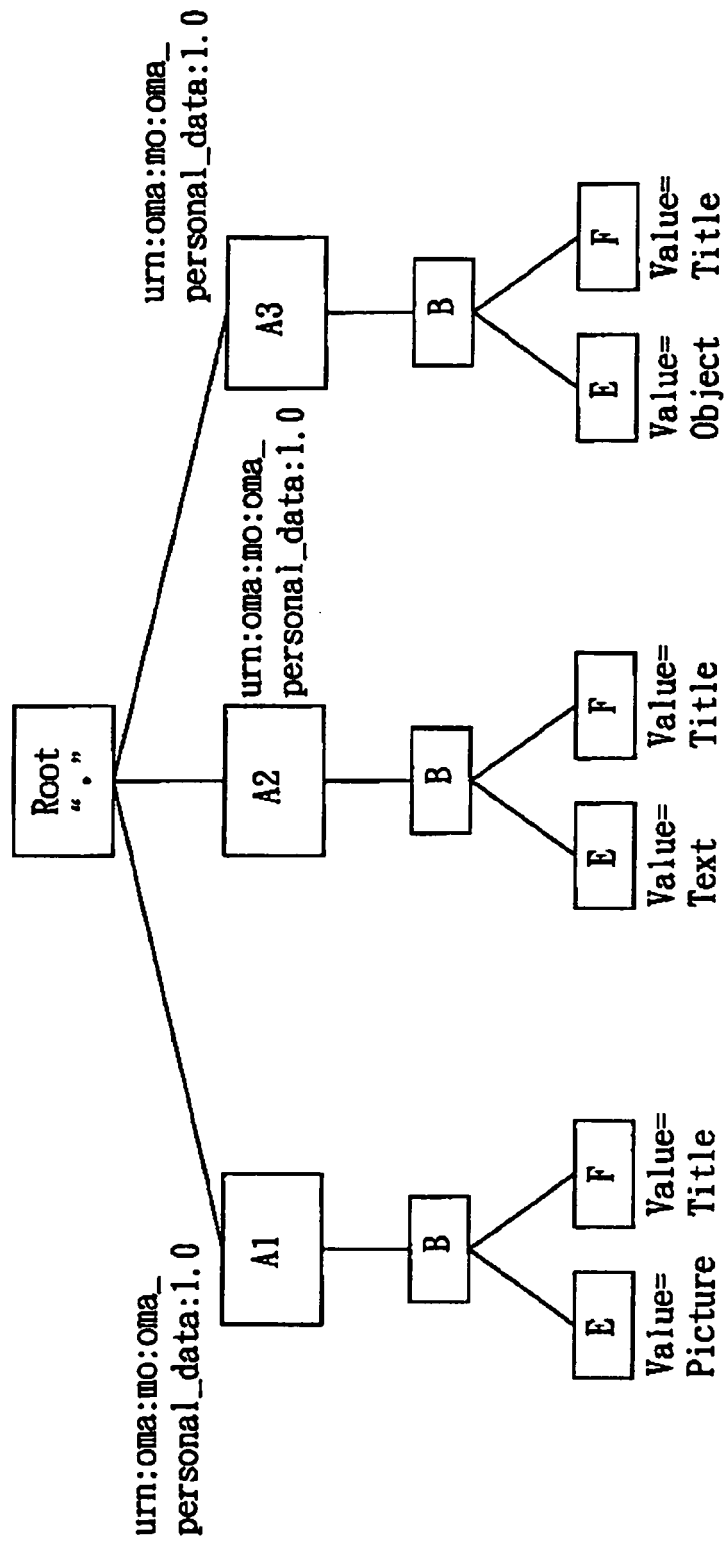 Root
“.”
urn:oma:mo:oma_
personal_data:1.0
A1
urn:oma:mo:oma_
personal_data:1.0
A2
urn:oma:mo:oma_
personal_data:1.0
A3
B
B
B
E
F
E
F
E
F
Value=
Picture
Value=
Title
Value=
Text
Value=
Title
Value=
Object
Value=
Title